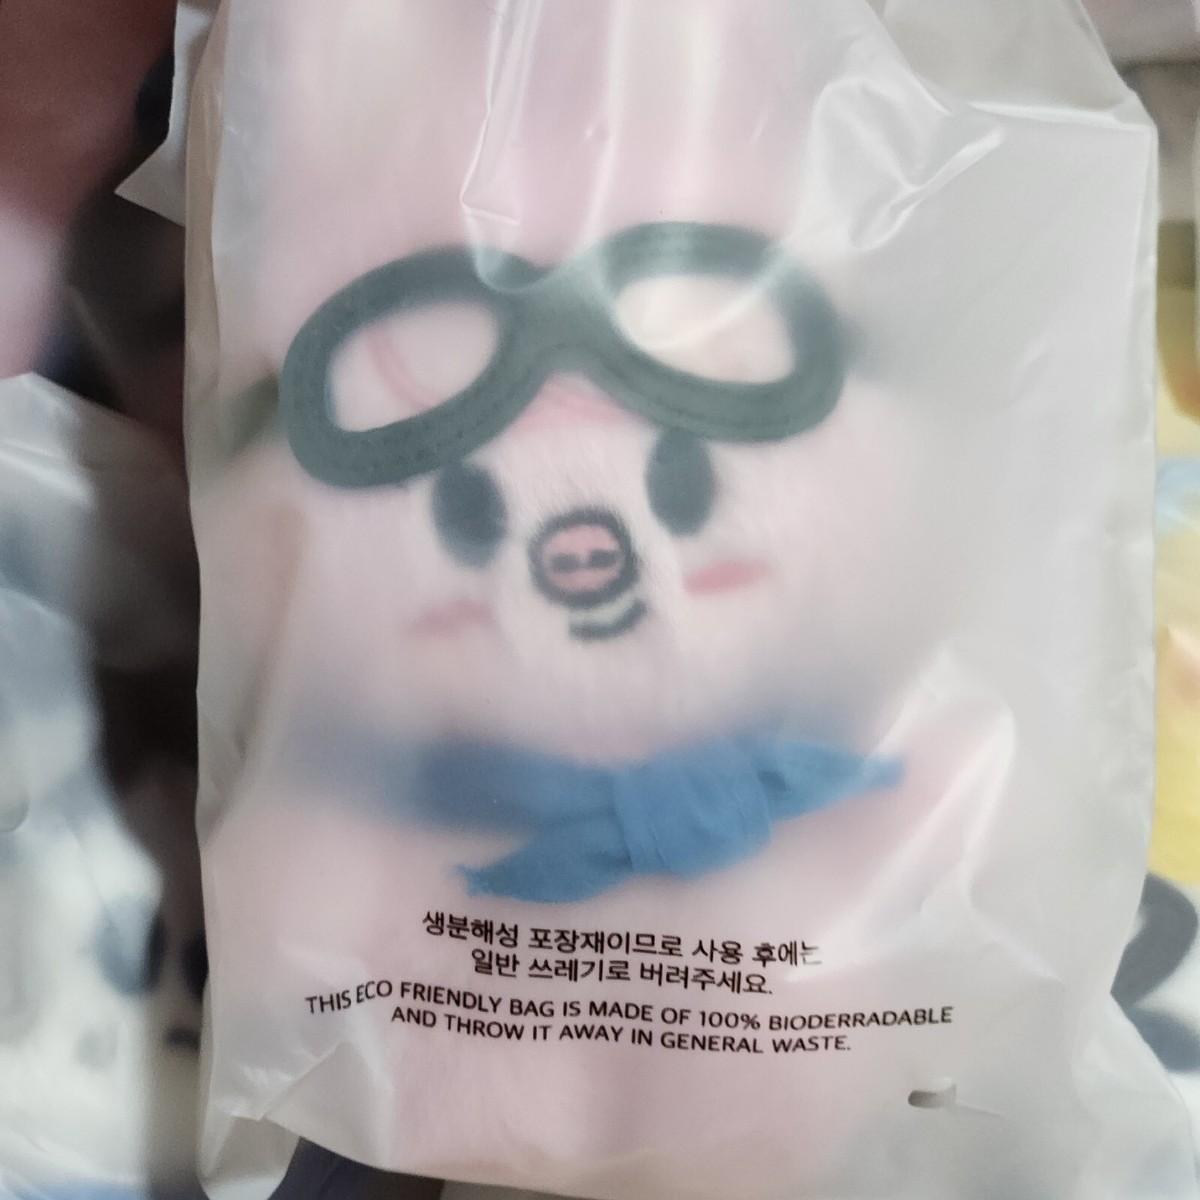 생분해성 포장재이므로 사용 후에는
일반 쓰레기로 버려주세요.
THIS ECO FRIENDLY BAG IS MADE OF 100% BIODERRADABLE
AND THROW IT AWAY IN GENERAL WASTE.